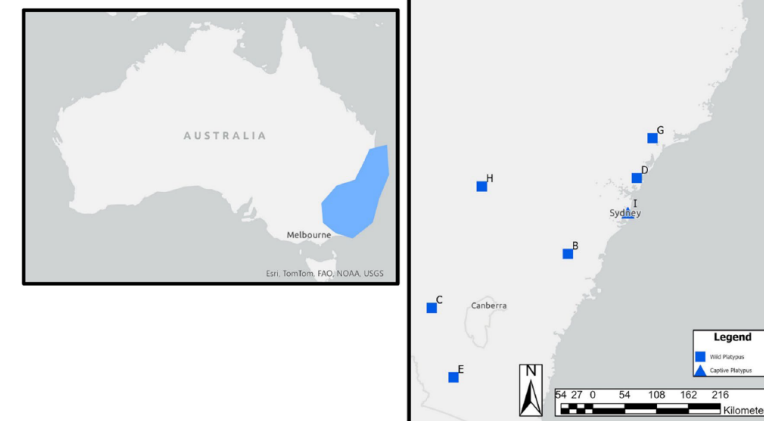 AUSTRALIA
Melbourne
Esri, TomTom, FAO, NOAA, USGS
G
D
H
I
Sydney
B
C
Canberra
E
N
Legend
Wild Platypus
Captive Platypus
54 27 0 54 108 162 216
Kilomete